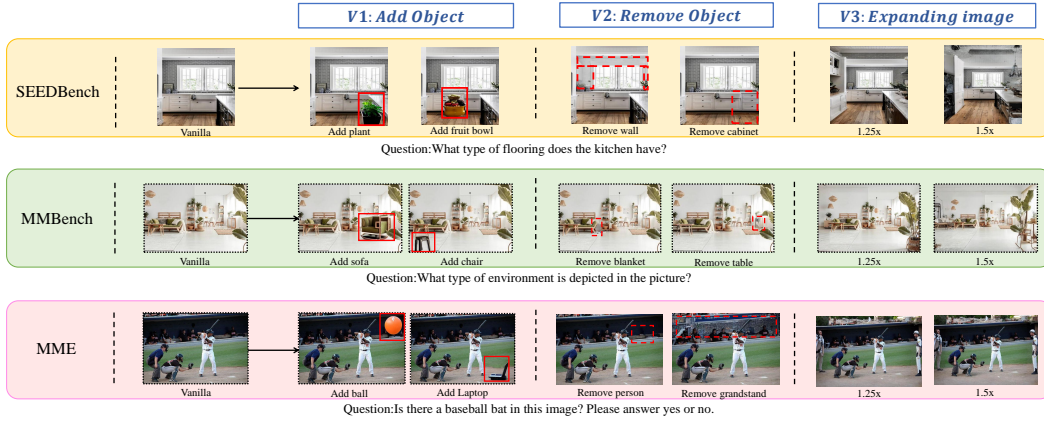 V1: Add Object
V2: Remove Object
V3: Expanding image
SEEDBench
Vanilla
Add plant
Add fruit bowl
Remove wall
Remove cabinet
1.25x
1.5x
Question:What type of flooring does the kitchen have?
MMBench
Vanilla
Add sofa
Add chair
Remove blanket
Remove table
1.25x
1.5x
Question:What type of environment is depicted in the picture?
MME
Vanilla
Add ball
Add Laptop
Remove person
Remove grandstand
1.25x
1.5x
Question:Is there a baseball bat in this image? Please answer yes or no.